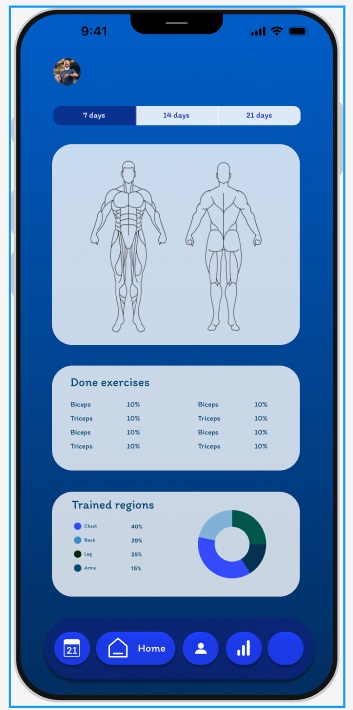 9:41
7 days 14 days 21 days
Done exercises
Biceps 10% Biceps 10%
Triceps 10% Triceps 10%
Biceps 10% Biceps 10%
Triceps 10% Triceps 10%
Trained regions
Chest 40%
Back 20%
Leg 25%
Arms 15%
21 Home